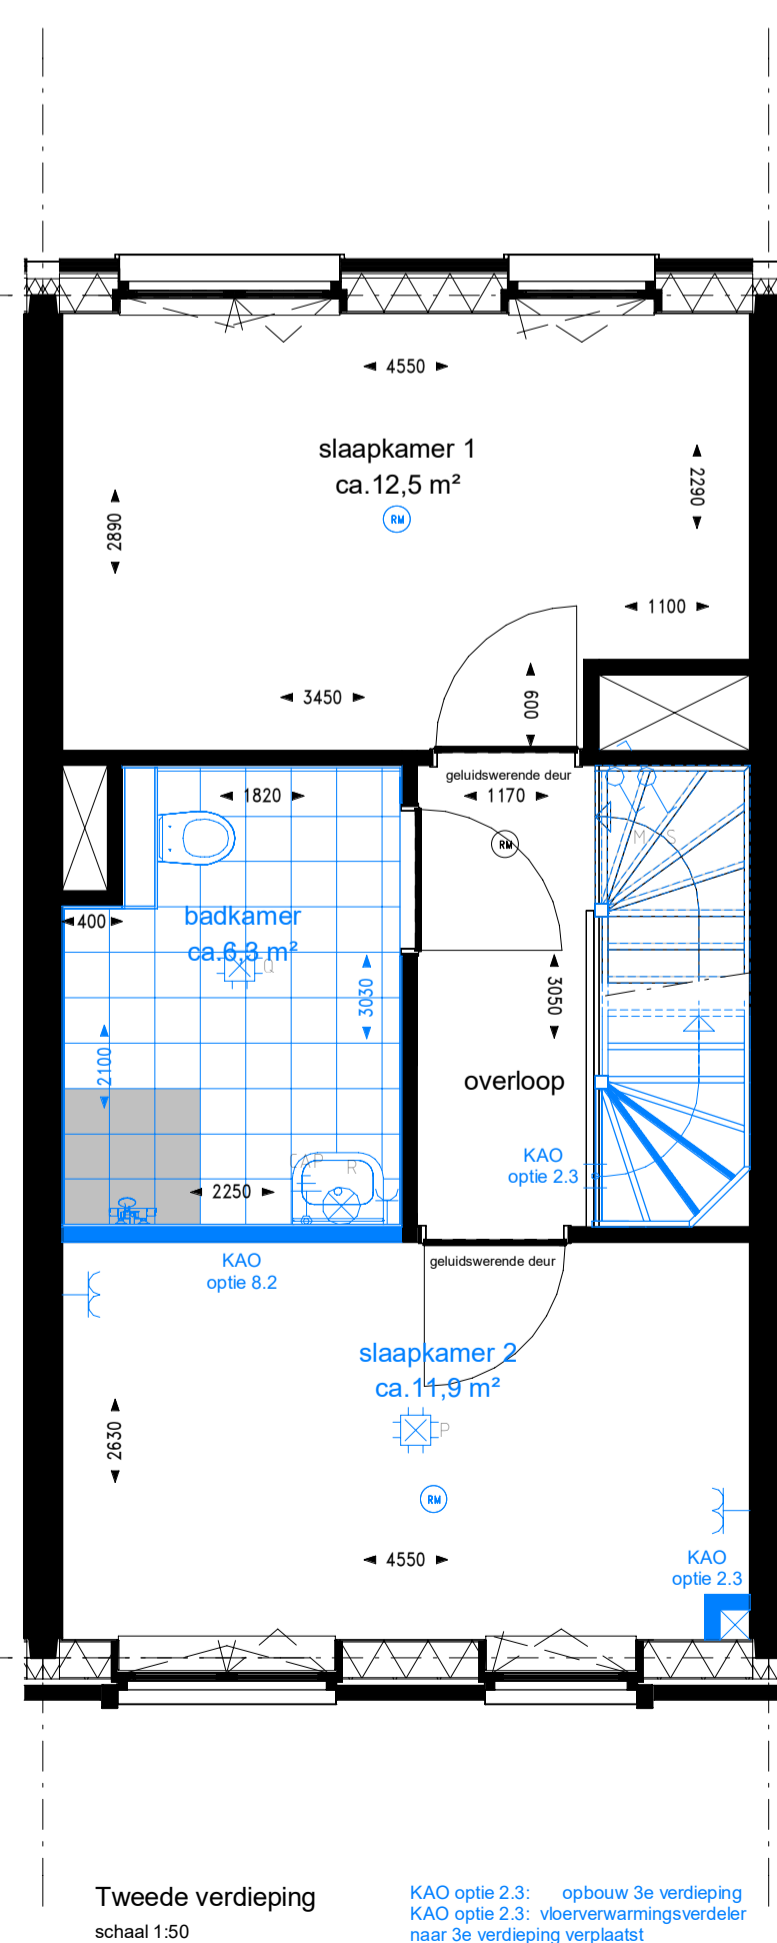 4550
slaapkamer 1
ca.12,5 m²
RM
2290
2890
1100
3450
600
geluidswerende deur
1820
1170
RM
M
S
badkamer
400
ca.6,3 m²
Q
3030
3050
2100
overloop
KAO
optie 2.3
CAP
R
2250
KAO
optie 8.2
geluidswerende deur
slaapkamer 2
ca.11,9 m²
P
2630
RM
4550
KAO
optie 2.3
Tweede verdieping
schaal 1:50
KAO optie 2.3: opbouw 3e verdieping
KAO optie 2.3: vloerverwarmingsverdeler
naar 3e verdieping verplaatst